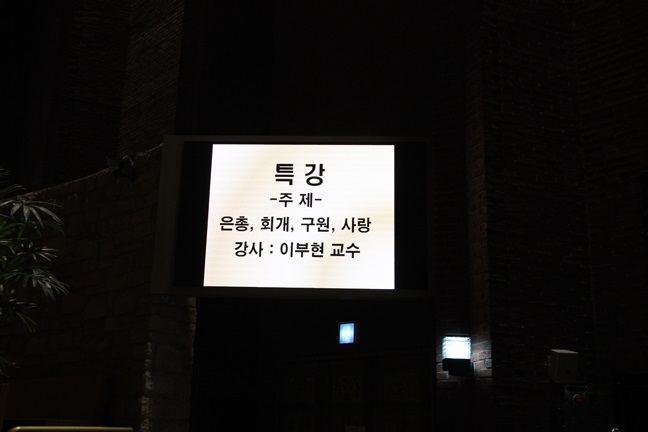 특 강
-주 제-
은총, 회개, 구원, 사랑
강사 : 이부현 교수